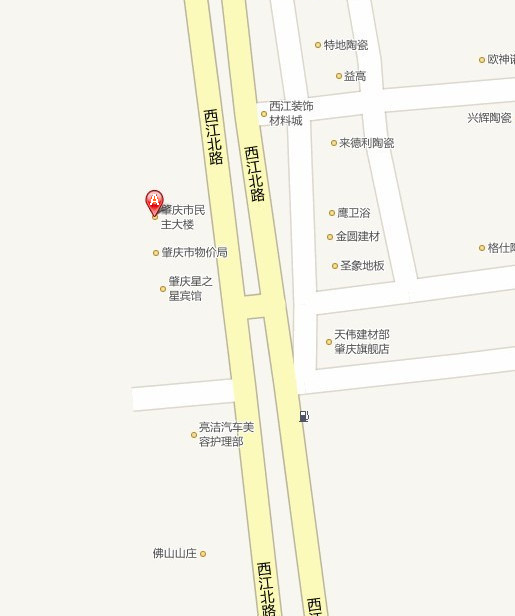 特地陶瓷
欧神诺
益高
西江装饰
材料城
兴辉陶瓷
西江北路
西江北路
来德利陶瓷
A
肇庆市民
主大楼
鹰卫浴
金圆建材
肇庆市物价局
格仕陶
圣象地板
肇庆星之
星宾馆
天伟建材部
肇庆旗舰店
亮洁汽车美
容护理部
佛山山庄
西江北路
西